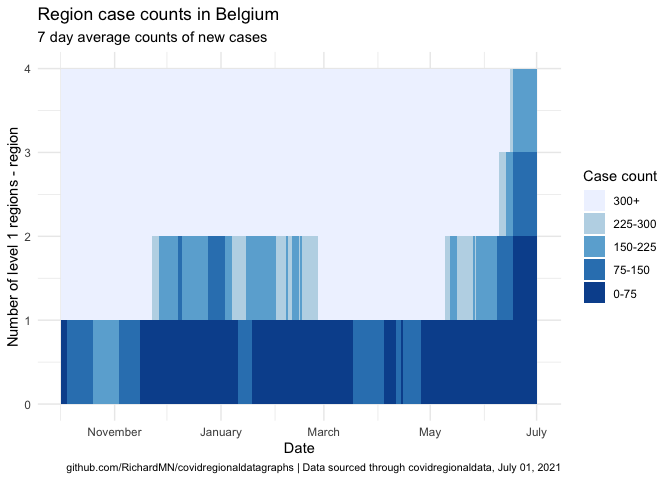 Region case counts in Belgium
7 day average counts of new cases
Number of level 1 regions - region
4
3
2
1
0
November
January
March
May
July
Date
Case count
300+
225-300
150-225
75-150
0-75
github.com/RichardMN/covidregionaldatagraphs | Data sourced through covidregionaldata, July 01, 2021